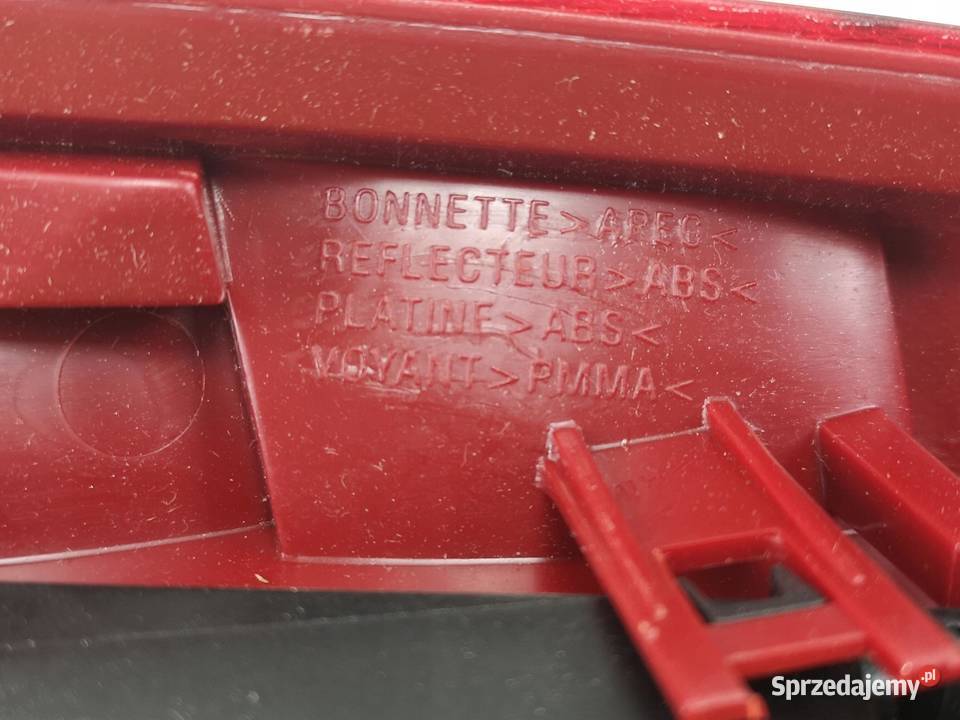 BONNETTE>APEC<
REFLECTEUR>ABS<
PLATINE>ABS<
VOYANT>PMMA<
Sprzedajemy.pl